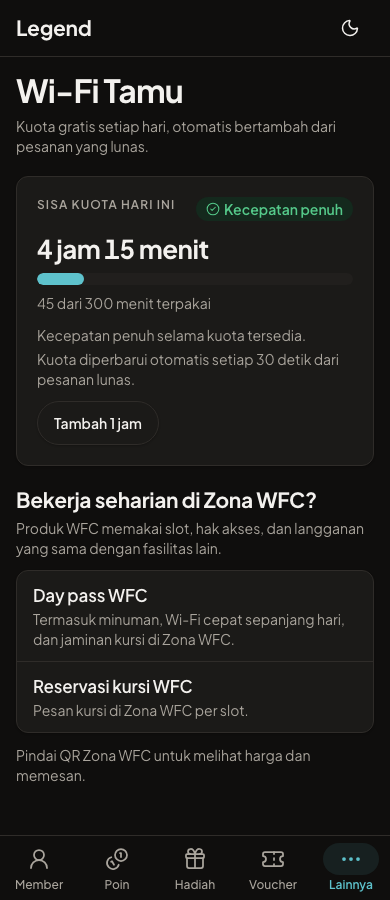 Legend
Wi-Fi Tamu
Kuota gratis setiap hari, otomatis bertambah dari
pesanan yang lunas.
SISA KUOTA HARI INI
Kecepatan penuh
4 jam 15 menit
45 dari 300 menit terpakai
Kecepatan penuh selama kuota tersedia.
Kuota diperbarui otomatis setiap 30 detik dari
pesanan lunas.
Tambah 1 jam
Bekerja seharian di Zona WFC?
Produk WFC memakai slot, hak akses, dan langganan
yang sama dengan fasilitas lain.
Day pass WFC
Termasuk minuman, Wi-Fi cepat sepanjang hari,
dan jaminan kursi di Zona WFC.
Reservasi kursi WFC
Pesan kursi di Zona WFC per slot.
Pindai QR Zona WFC untuk melihat harga dan
memesan.
Member
Poin
Hadiah
Voucher
Lainnya